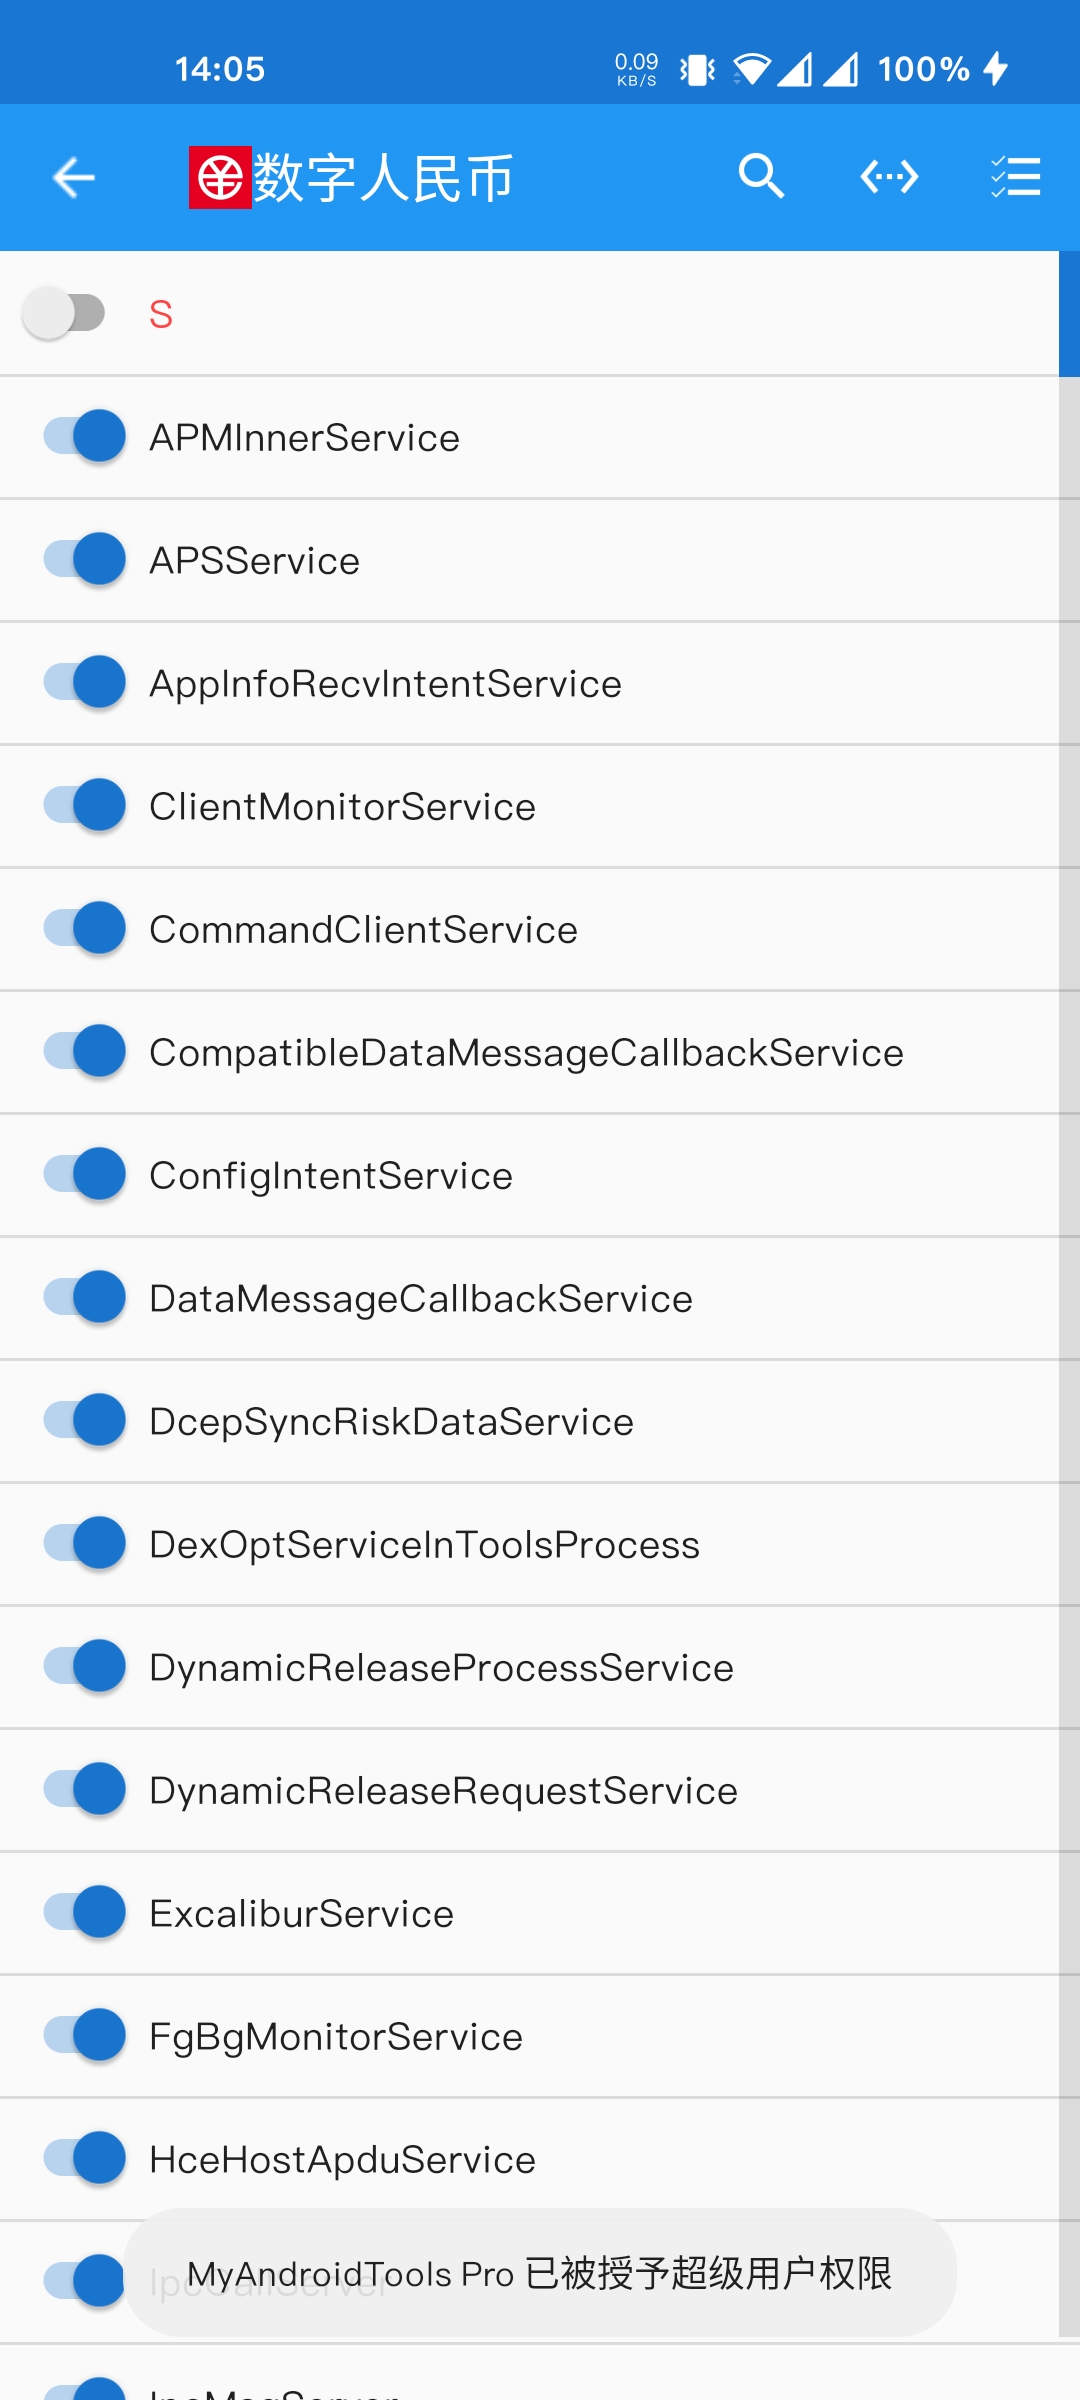 14:05
0.09
KB/S
100%
数字人民币
S
APMInnerService
APSService
AppInfoRecvIntentService
ClientMonitorService
CommandClientService
CompatibleDataMessageCallbackService
ConfigIntentService
DataMessageCallbackService
DcepSyncRiskDataService
DexOptServiceInToolsProcess
DynamicReleaseProcessService
DynamicReleaseRequestService
ExcaliburService
FgBgMonitorService
HceHostApduService
IpcCallServer
MyAndroidTools Pro 已被授予超级用户权限
IpcMsgServer